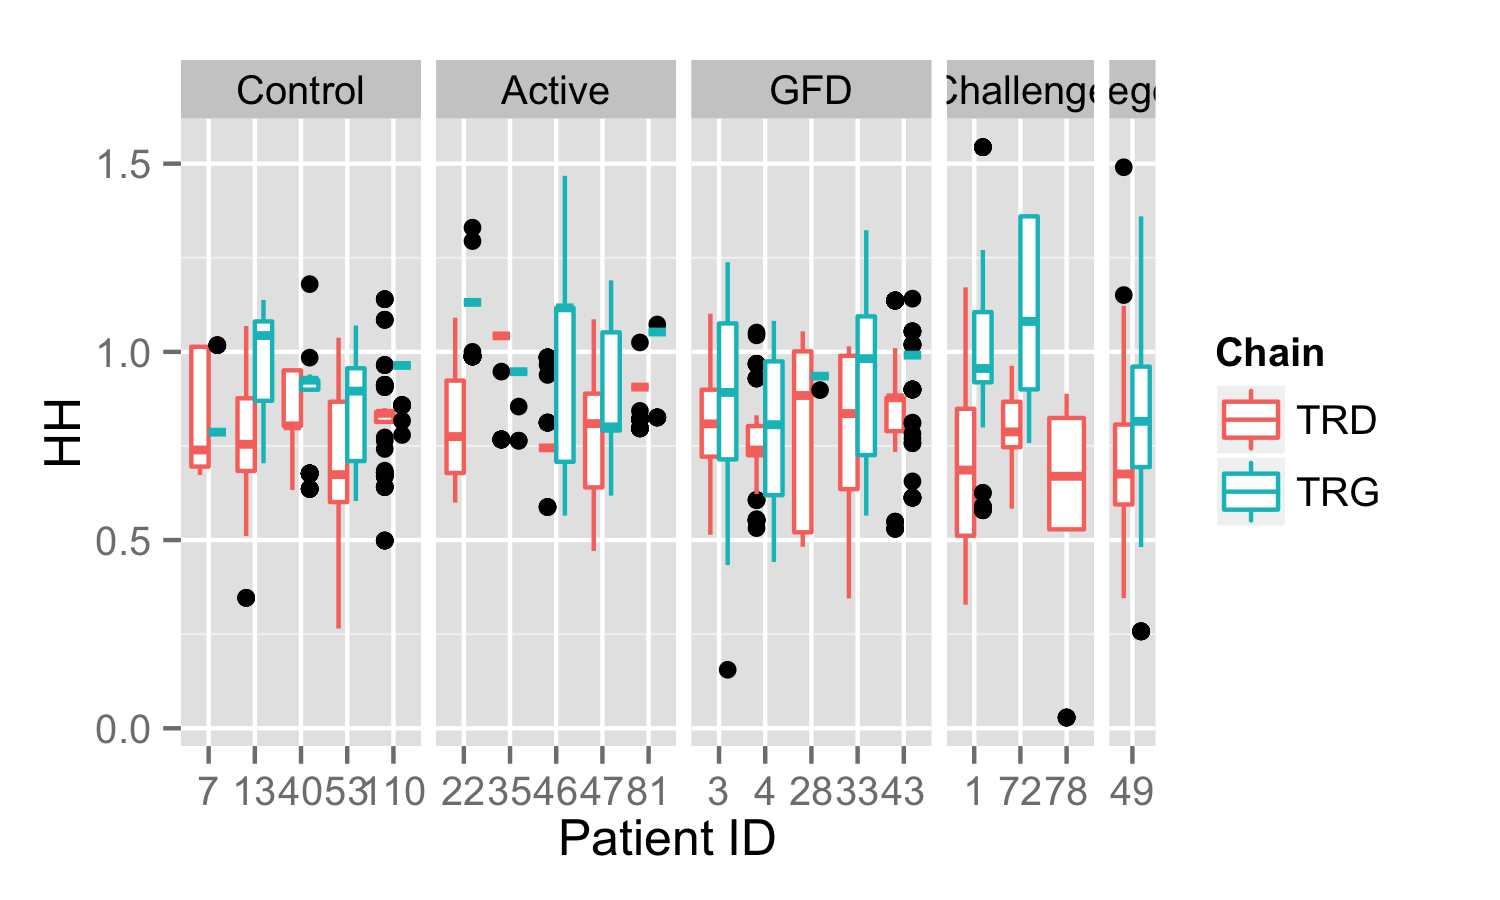 Control Active GFD Challenge
1.5
1.0
0.5
0.0
HH
7 13 40 53 110 22 35 46 47 81 3 4 28 33 43 1 72 78 49
Patient ID
Chain
TRD
TRG